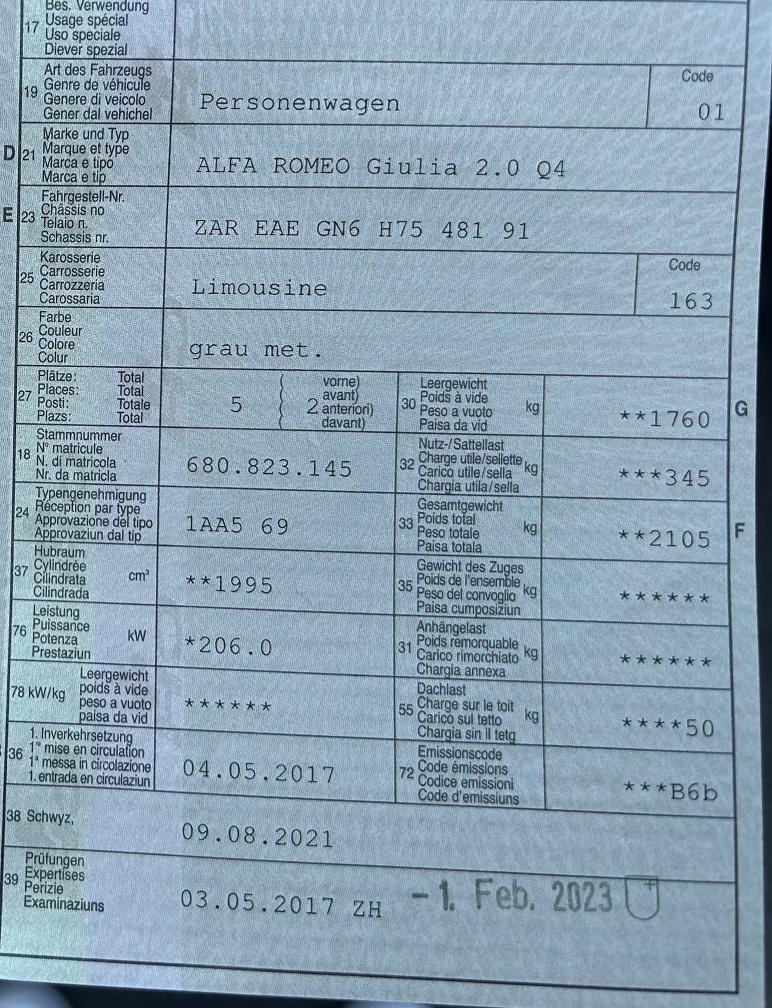 Bes. Verwendung
17 Usage spécial
Uso speciale
Diever spezial
Art des Fahrzeugs
19 Genre de véhicule
Genere di veicolo
Gener dal vehichel
Personenwagen
Code
01
Marke und Typ
D 21 Marque et type
Marca e tipo
Marca e tip
ALFA ROMEO Giulia 2.0 Q4
Fahrgestell-Nr.
E 23 Châssis no
Telaio n.
Schassis nr.
ZAR EAE GN6 H75 481 91
Karosserie
25 Carrosserie
Carrozzeria
Carossaria
Limousine
Code
163
Farbe
26 Couleur
Colore
Colur
grau met.
Plätze: Total
27 Places: Total
Posti: Totale
Plazs: Total
5
( vorne)
( 2 avant)
( anteriori)
( davant)
Leergewicht
30 Poids à vide kg
Peso a vuoto
Paisa da vid
**1760
G
Stammnummer
18 N° matricule
N. di matricola
Nr. da matricla
680.823.145
Nutz-/Sattellast
32 Charge utile/sellette kg
Carico utile/sella
Chargia utila/sella
***345
Typengenehmigung
24 Réception par type
Approvazione del tipo
Approvaziun dal tip
1AA5 69
Gesamtgewicht
33 Poids total kg
Peso totale
Paisa totala
**2105
F
Hubraum
37 Cylindrée cm³
Cilindrata
Cilindrada
**1995
Gewicht des Zuges
35 Poids de l'ensemble kg
Peso del convoglio
Paisa cumposiziun
******
Leistung
76 Puissance kW
Potenza
Prestaziun
*206.0
Anhängelast
31 Poids remorquable kg
Carico rimorchiato
Chargia annexa
******
Leergewicht
78 kW/kg poids à vide
peso a vuoto
paisa da vid
******
Dachlast
55 Charge sur le toit kg
Carico sul tetto
Chargia sin il tetg
****50
1. Inverkehrsetzung
36 1re mise en circulation
1a messa in circolazione
1. entrada en circulaziun
04.05.2017
Emissionscode
72 Code émissions
Codice emissioni
Code d'emissiuns
***B6b
38 Schwyz,
09.08.2021
Prüfungen
39 Expertises
Perizie
Examinaziuns
03.05.2017 ZH
-1. Feb. 2023